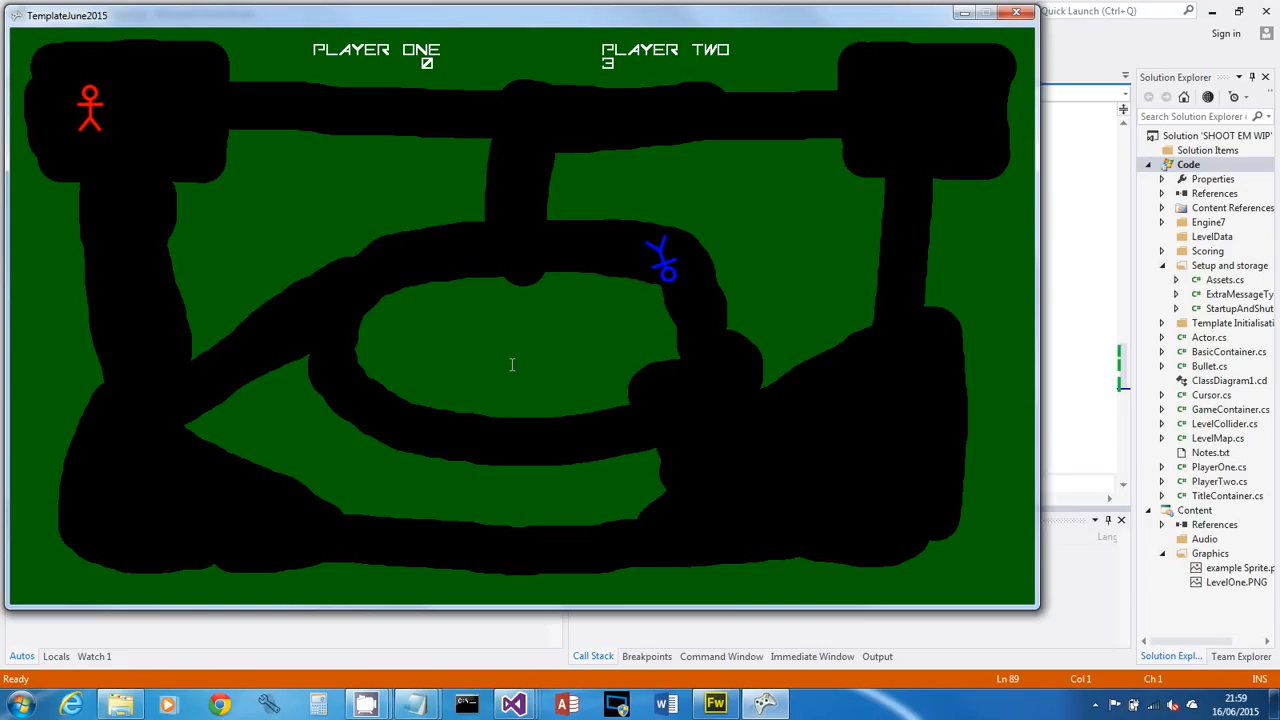 TemplateJune2015
Quick Launch (Ctrl+Q)
Sign in
PLAYER ONE
0
PLAYER TWO
3
Solution Explorer
Search Solution Explorer
Solution 'SHOOT EM WIP'
Solution Items
Code
Properties
References
Content References
Engine7
LevelData
Scoring
Setup and storage
Assets.cs
ExtraMessageTy
StartupAndShut
Template Initialisati
Actor.cs
BasicContainer.cs
Bullet.cs
ClassDiagram1.cd
Cursor.cs
GameContainer.cs
LevelCollider.cs
LevelMap.cs
Notes.txt
PlayerOne.cs
PlayerTwo.cs
TitleContainer.cs
Content
References
Audio
Graphics
example Sprite.p
LevelOne.PNG
Lang
Autos Locals Watch 1
Call Stack Breakpoints Command Window Immediate Window Output
Solution Expl... Team Explorer
Ready
Ln 89 Col 1 Ch 1 INS
Fw
21:59
16/06/2015